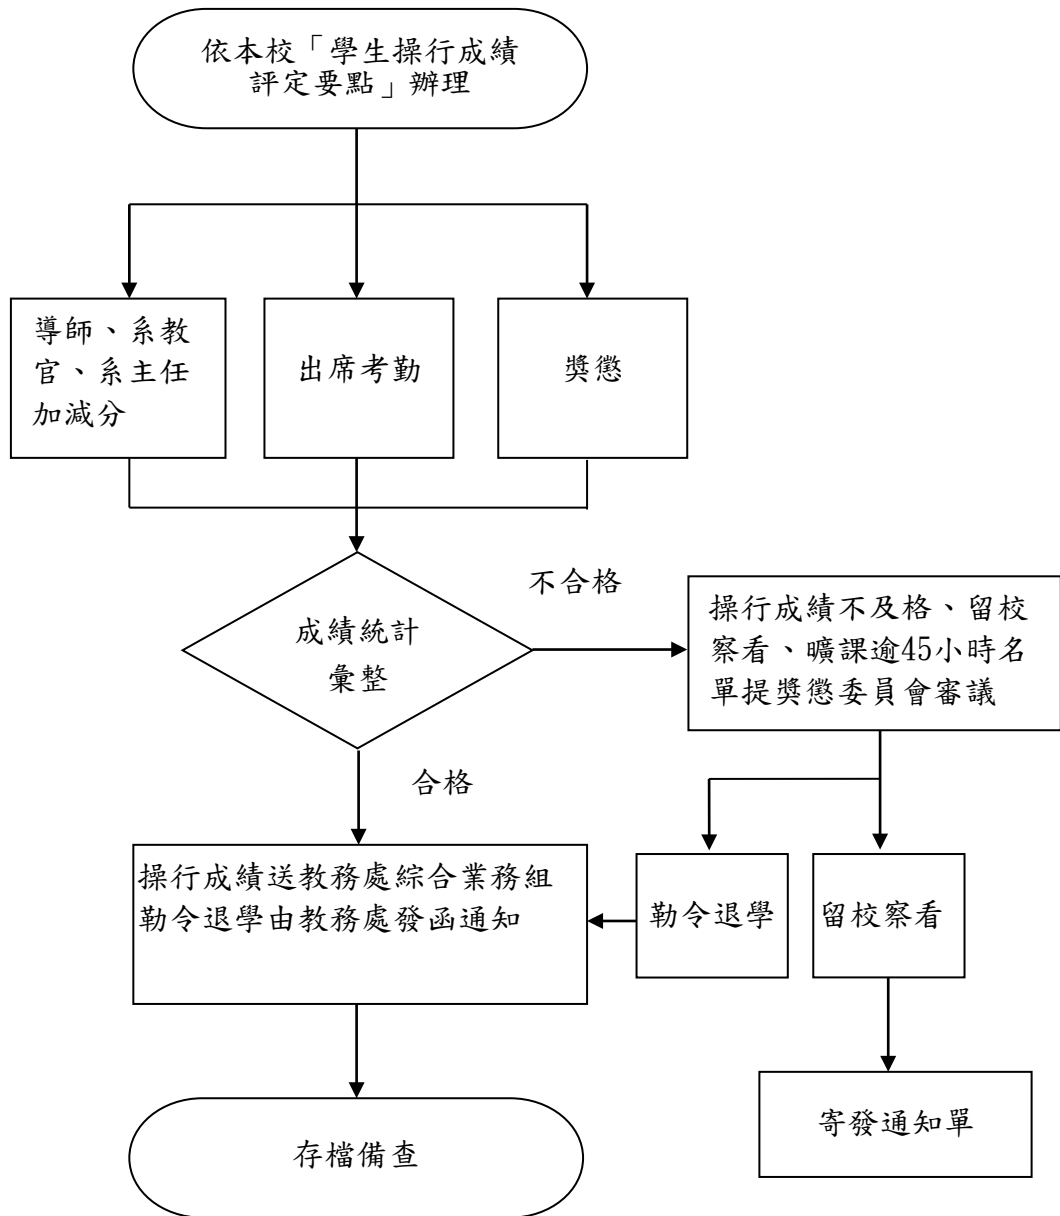 依本校「學生操行成績
評定要點」辦理
導師、系教
官、系主任
加減分
出席考勤
獎懲
不合格
成績統計
彙整
操行成績不及格、留校
察看、曠課逾45小時名
單提獎懲委員會審議
合格
操行成績送教務處綜合業務組
勒令退學由教務處發函通知
勒令退學
留校察看
寄發通知單
存檔備查